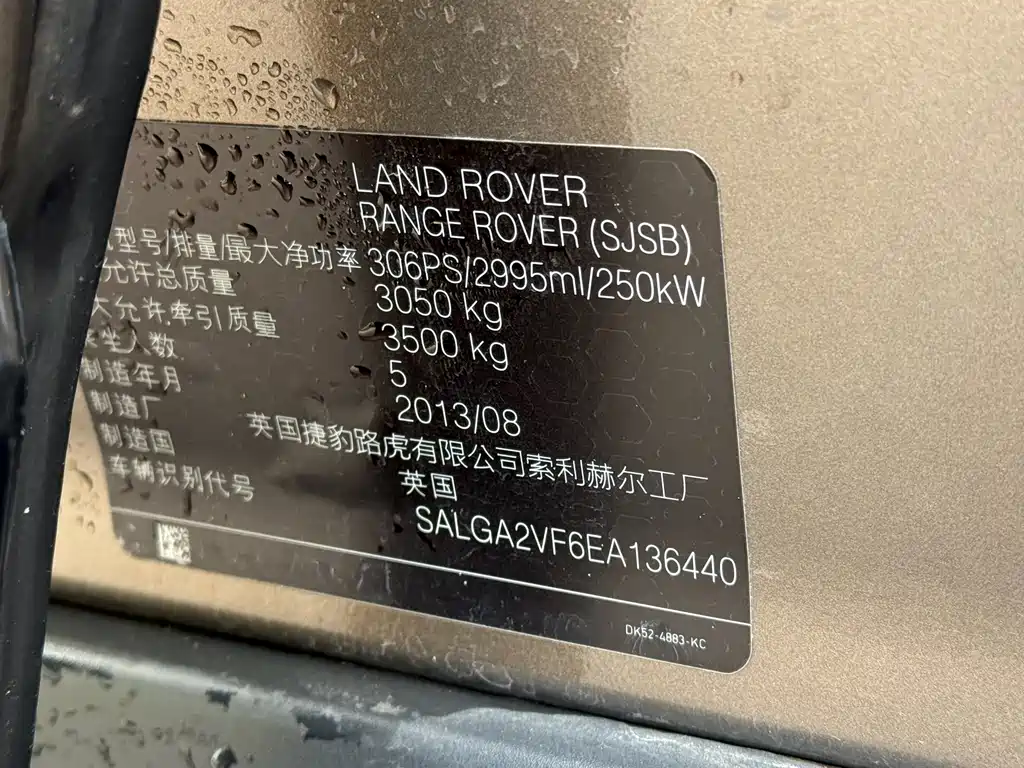 LAND ROVER
RANGE ROVER (SJSB)
型号/排量/最大净功率 306PS/2995ml/250kW
允许总质量 3050 kg
大允许牵引质量 3500 kg
坐人数 5
制造年月 2013/08
制造厂 英国捷豹路虎有限公司索利赫尔工厂
制造国 英国
车辆识别代号 SALGA2VF6EA136440
DK52-4883-KC